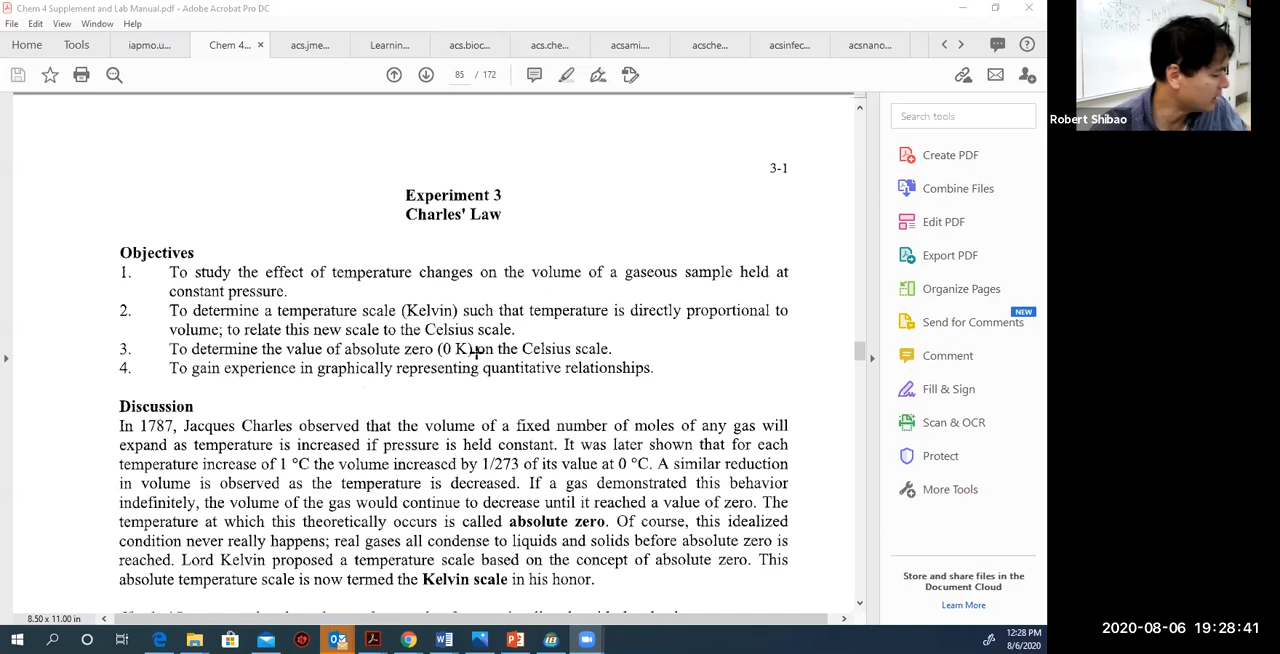 Chem 4 Supplement and Lab Manual.pdf - Adobe Acrobat Pro DC
File Edit View Window Help
Home Tools iapmo.u... Chem 4... × acs.jme... Learnin... acs.bioc... acs.che... acsami.... acsche... acsinfec... acsnano...
85 / 172
3-1
Experiment 3
Charles' Law
Objectives
1. To study the effect of temperature changes on the volume of a gaseous sample held at
constant pressure.
2. To determine a temperature scale (Kelvin) such that temperature is directly proportional to
volume; to relate this new scale to the Celsius scale.
3. To determine the value of absolute zero (0 K) on the Celsius scale.
4. To gain experience in graphically representing quantitative relationships.
Discussion
In 1787, Jacques Charles observed that the volume of a fixed number of moles of any gas will
expand as temperature is increased if pressure is held constant. It was later shown that for each
temperature increase of 1 °C the volume increased by 1/273 of its value at 0 °C. A similar reduction
in volume is observed as the temperature is decreased. If a gas demonstrated this behavior
indefinitely, the volume of the gas would continue to decrease until it reached a value of zero. The
temperature at which this theoretically occurs is called absolute zero. Of course, this idealized
condition never really happens; real gases all condense to liquids and solids before absolute zero is
reached. Lord Kelvin proposed a temperature scale based on the concept of absolute zero. This
absolute temperature scale is now termed the Kelvin scale in his honor.
8.50 x 11.00 in
Search tools
Create PDF
Combine Files
Edit PDF
Export PDF
Organize Pages
NEW
Send for Comments
Comment
Fill & Sign
Scan & OCR
Protect
More Tools
Store and share files in the
Document Cloud
Learn More
Robert Shibao
12:28 PM
8/6/2020
2020-08-06 19:28:41